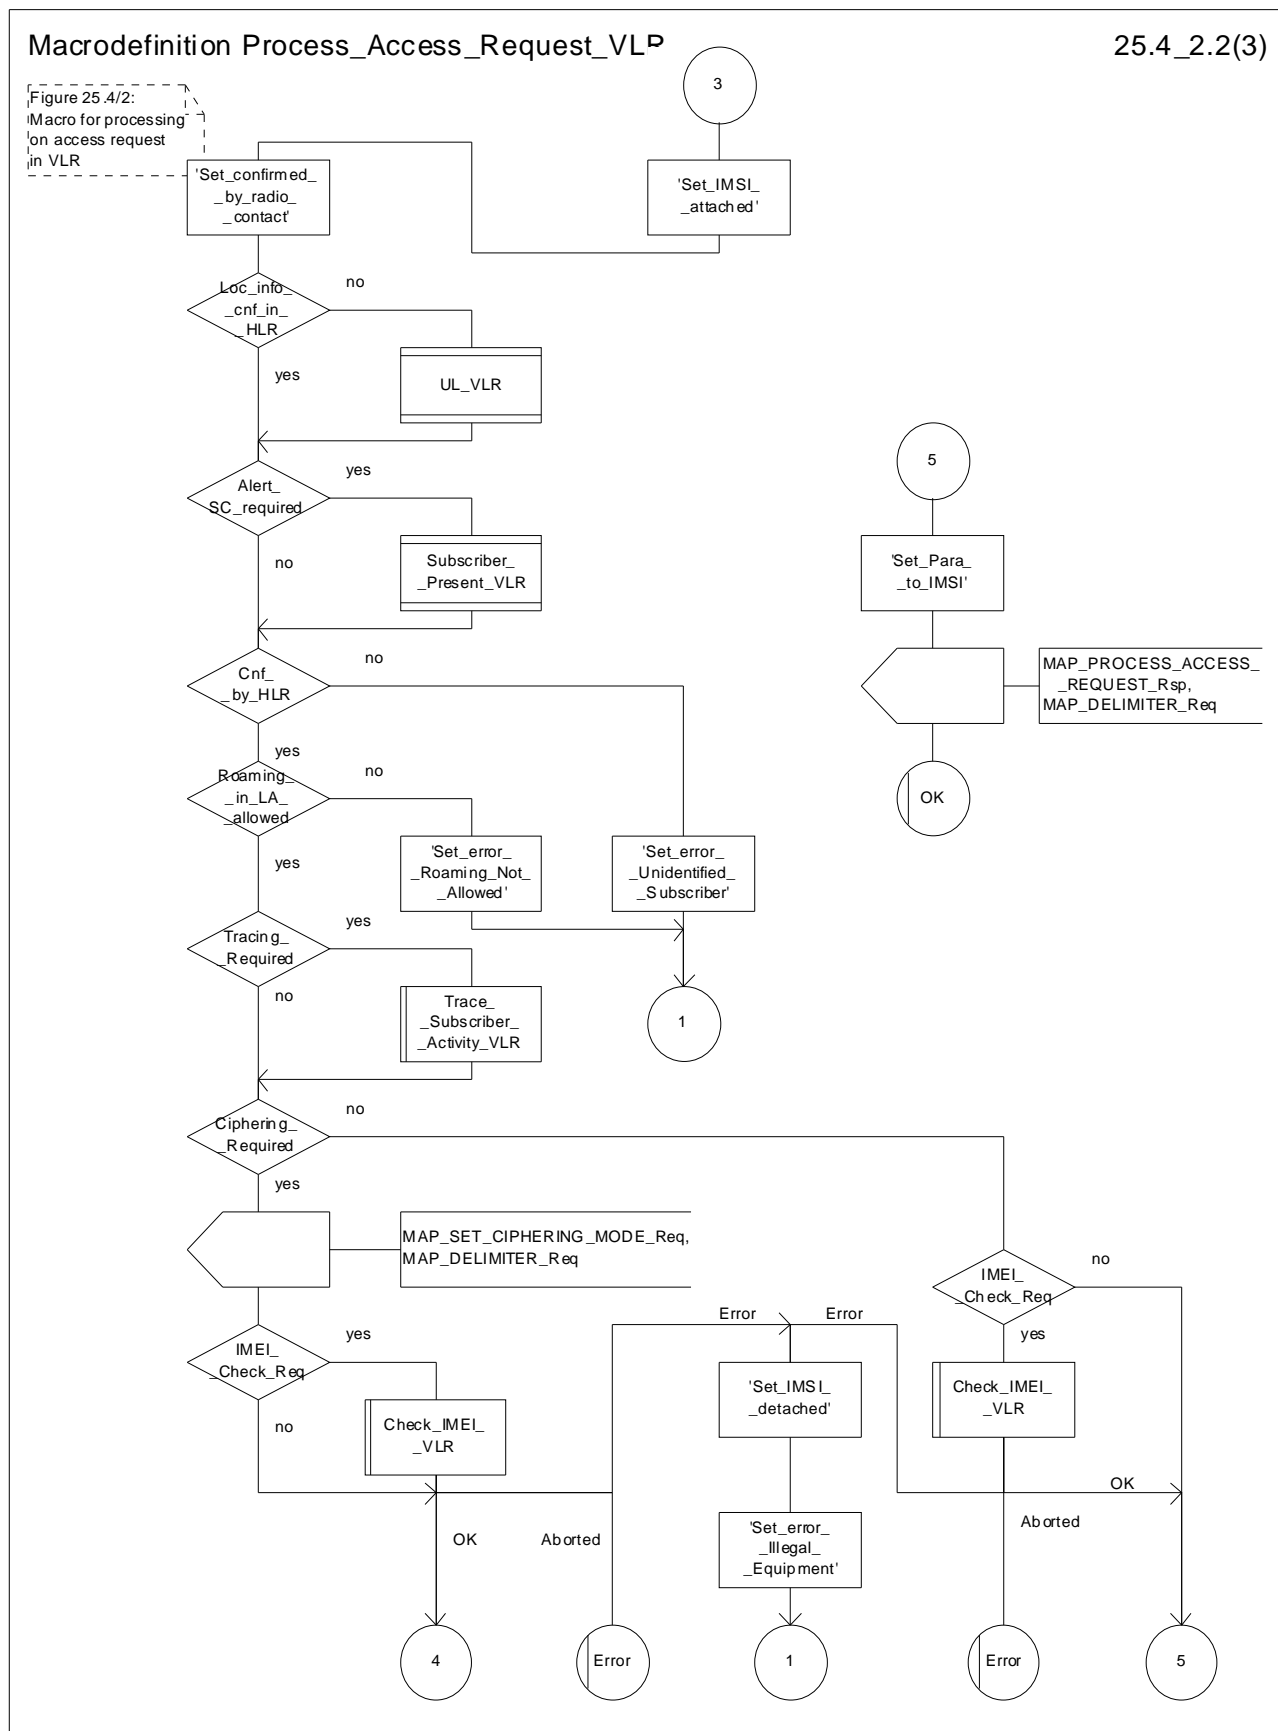 Macrodefinition Process_Access_Request_VLR
25.4_2.2(3)
Figure 25.4/2:
Macro for processing
on access request
in VLR
3
'Set_confirmed_
_by_radio_
_contact'
'Set_IMSI_
_attached'
Loc_info_
_cnf_in_
_HLR
no
yes
UL_VLR
Alert_
SC_required
yes
no
Subscriber_
_Present_VLR
5
'Set_Para_
_to_IMSI'
MAP_PROCESS_ACCESS_
_REQUEST_Rsp,
MAP_DELIMITER_Req
OK
Cnf_
_by_HLR
no
yes
Roaming_
_in_LA_
_allowed
no
yes
'Set_error_
_Roaming_Not_
_Allowed'
'Set_error_
_Unidentified_
_Subscriber'
Tracing_
_Required
yes
no
Trace_
_Subscriber_
_Activity_VLR
1
Ciphering_
_Required
no
yes
MAP_SET_CIPHERING_MODE_Req,
MAP_DELIMITER_Req
IMEI_
_Check_Req
no
yes
IMEI_
_Check_Req
yes
no
Error
Error
Check_IMEI_
_VLR
'Set_IMSI_
_detached'
Check_IMEI_
_VLR
OK
Aborted
OK
Aborted
'Set_error_
_Illegal_
_Equipment'
4
Error
1
Error
5